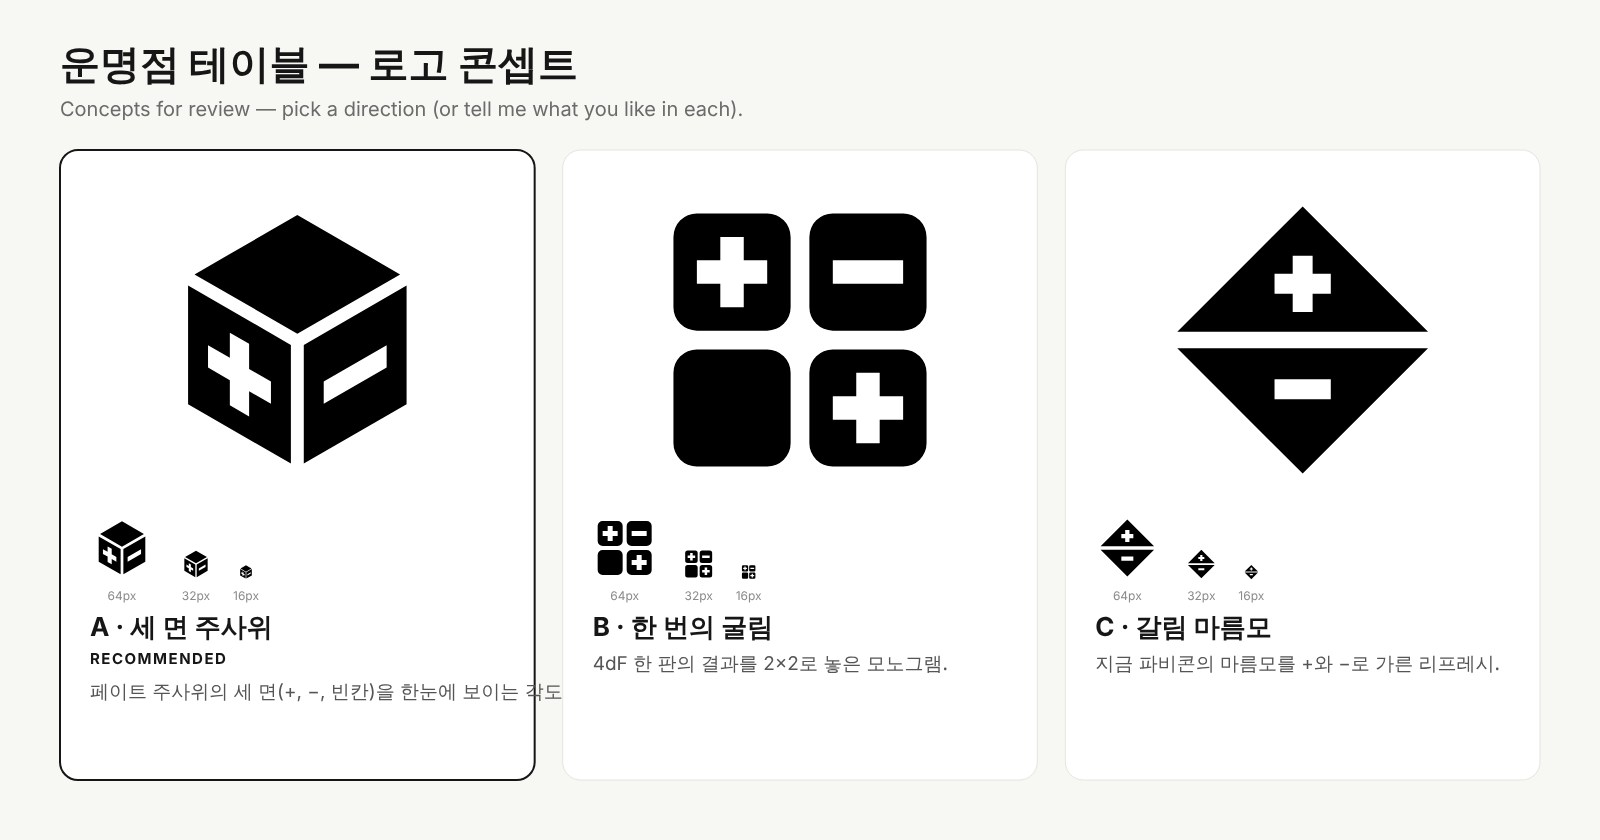 운명점 테이블 — 로고 콘셉트
Concepts for review — pick a direction (or tell me what you like in each).
64px 32px 16px
A · 세 면 주사위
RECOMMENDED
페이트 주사위의 세 면(+, −, 빈칸)을 한눈에 보이는 각도
64px 32px 16px
B · 한 번의 굴림
4dF 한 판의 결과를 2×2로 놓은 모노그램.
64px 32px 16px
C · 갈림 마름모
지금 파비콘의 마름모를 +와 −로 가른 리프레시.